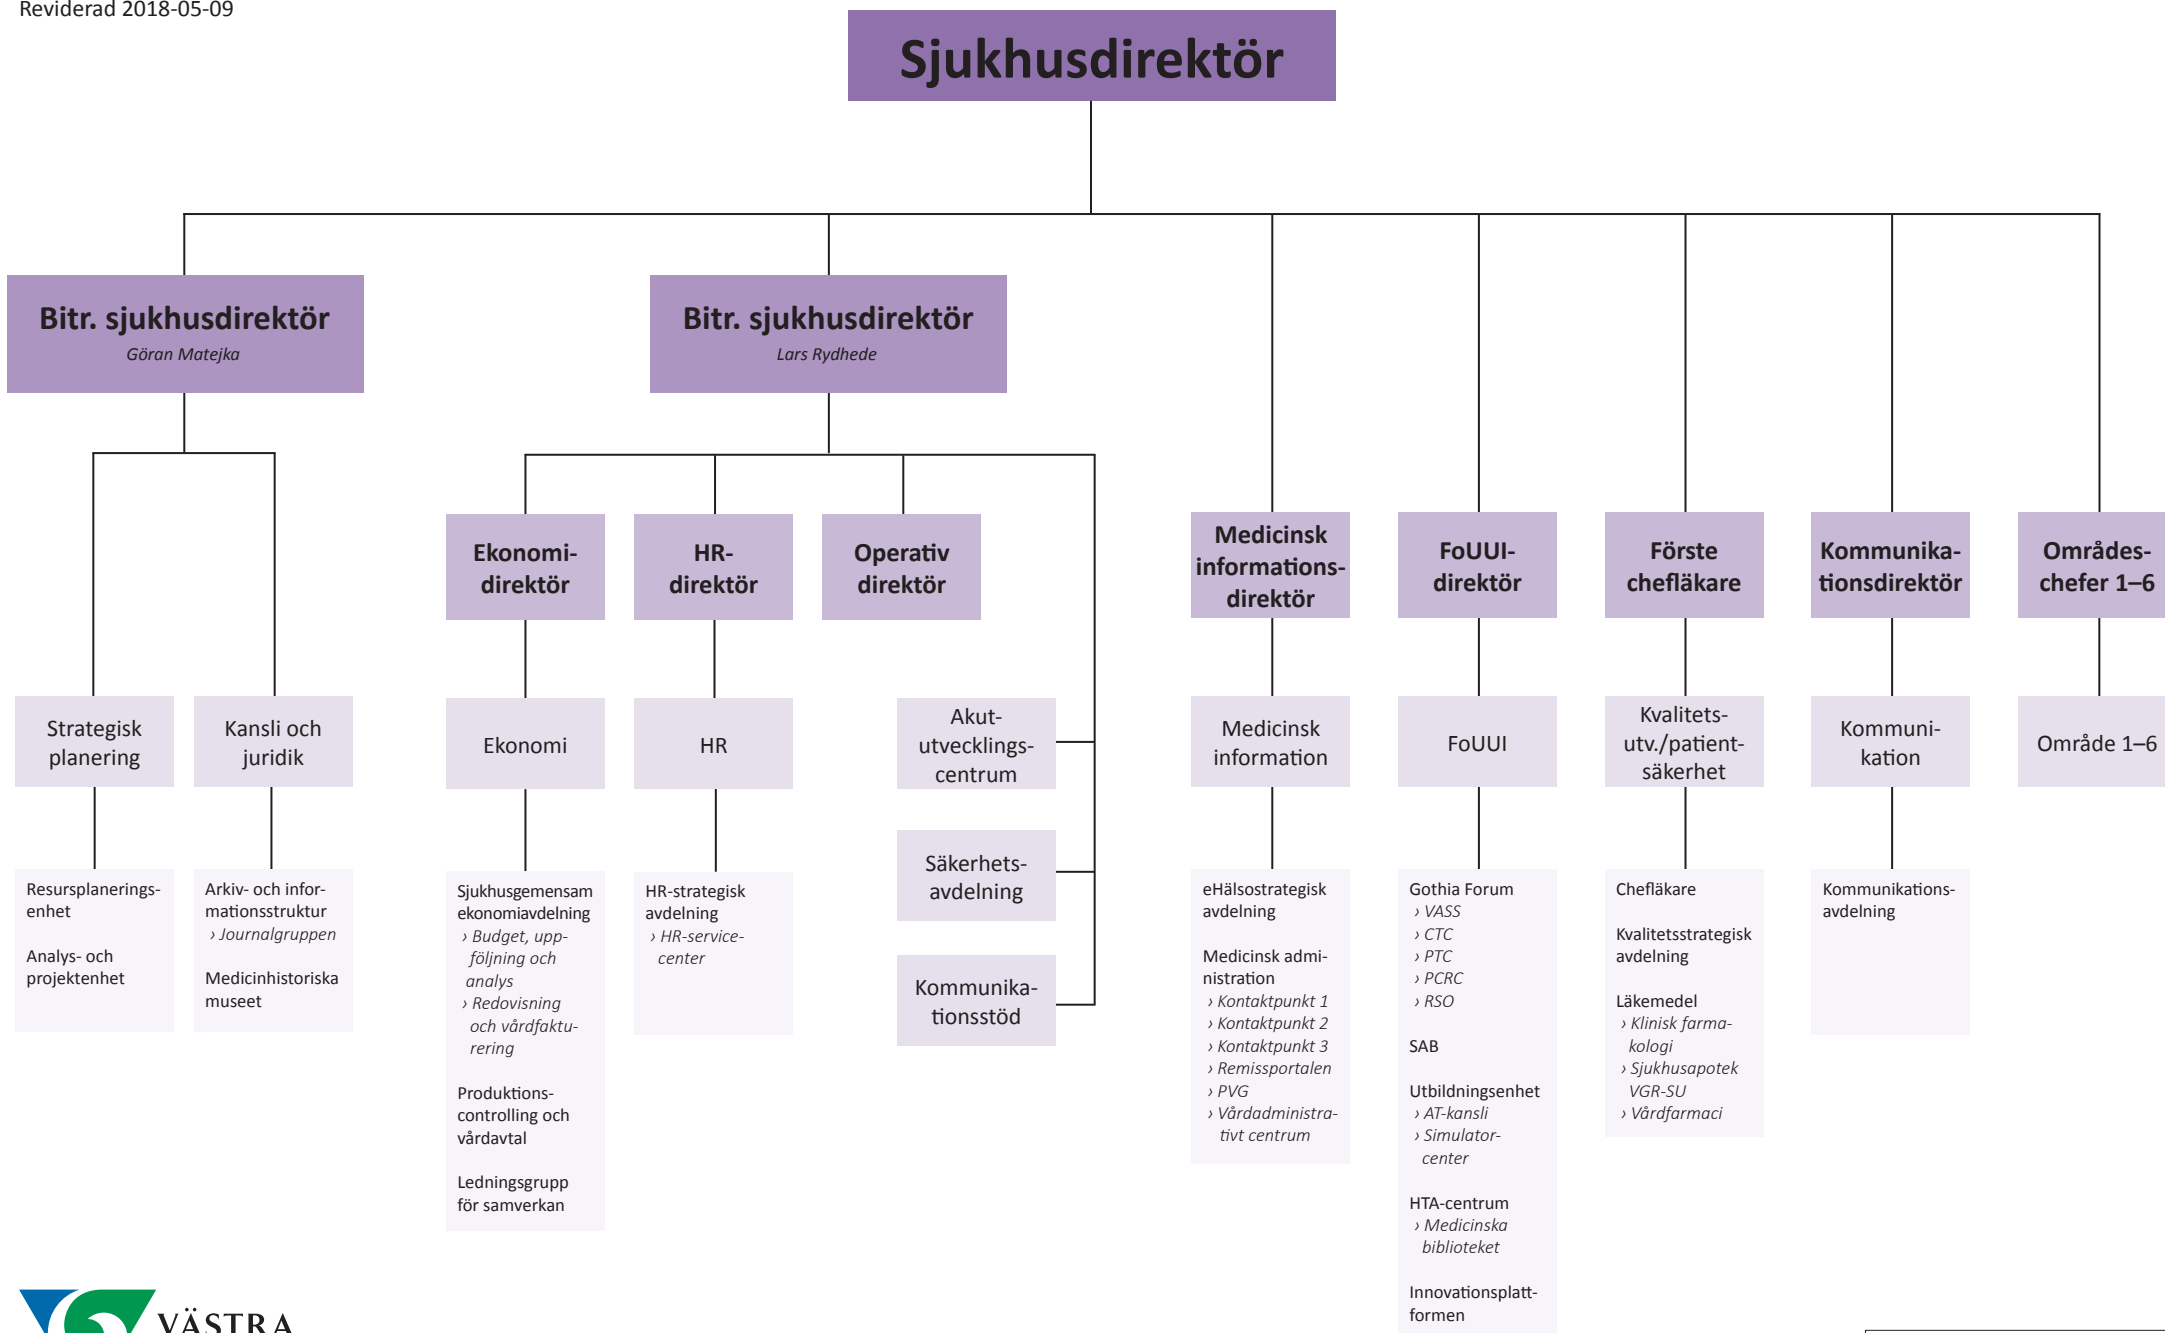 Reviderad 2018-05-09
Sjukhusdirektör
Bitr. sjukhusdirektör
Göran Matejka
Bitr. sjukhusdirektör
Lars Rydhede
Ekonomi-
direktör
HR-
direktör
Operativ
direktör
Medicinsk
informations-
direktör
FoUUI-
direktör
Förste
chefläkare
Kommunika-
tionsdirektör
Områdes-
chefer 1–6
Strategisk
planering
Kansli och
juridik
Ekonomi
HR
Akut-
utvecklings-
centrum
Säkerhets-
avdelning
Kommunika-
tionsstöd
Medicinsk
information
FoUUI
Kvalitets-
utv./patient-
säkerhet
Kommuni-
kation
Område 1–6
Resursplanerings-
enhet
Analys- och
projektenhet
Arkiv- och infor-
mationsstruktur
› Journalgruppen
Medicinhistoriska
museet
Sjukhusgemensam
ekonomiavdelning
› Budget, upp-
följning och
analys
› Redovisning
och vårdfaktu-
rering
Produktions-
controlling och
vårdavtal
Ledningsgrupp
för samverkan
HR-strategisk
avdelning
› HR-service-
center
eHälsostrategisk
avdelning
Medicinsk admi-
nistration
› Kontaktpunkt 1
› Kontaktpunkt 2
› Kontaktpunkt 3
› Remissportalen
› PVG
› Vårdadministra-
tivt centrum
Gothia Forum
› VASS
› CTC
› PTC
› PCRC
› RSO
SAB
Utbildningsenhet
› AT-kansli
› Simulator-
center
HTA-centrum
› Medicinska
biblioteket
Innovationsplatt-
formen
Chefläkare
Kvalitetsstrategisk
avdelning
Läkemedel
› Klinisk farma-
kologi
› Sjukhusapotek
VGR-SU
› Vårdfarmaci
Kommunikations-
avdelning
VÄSTRA